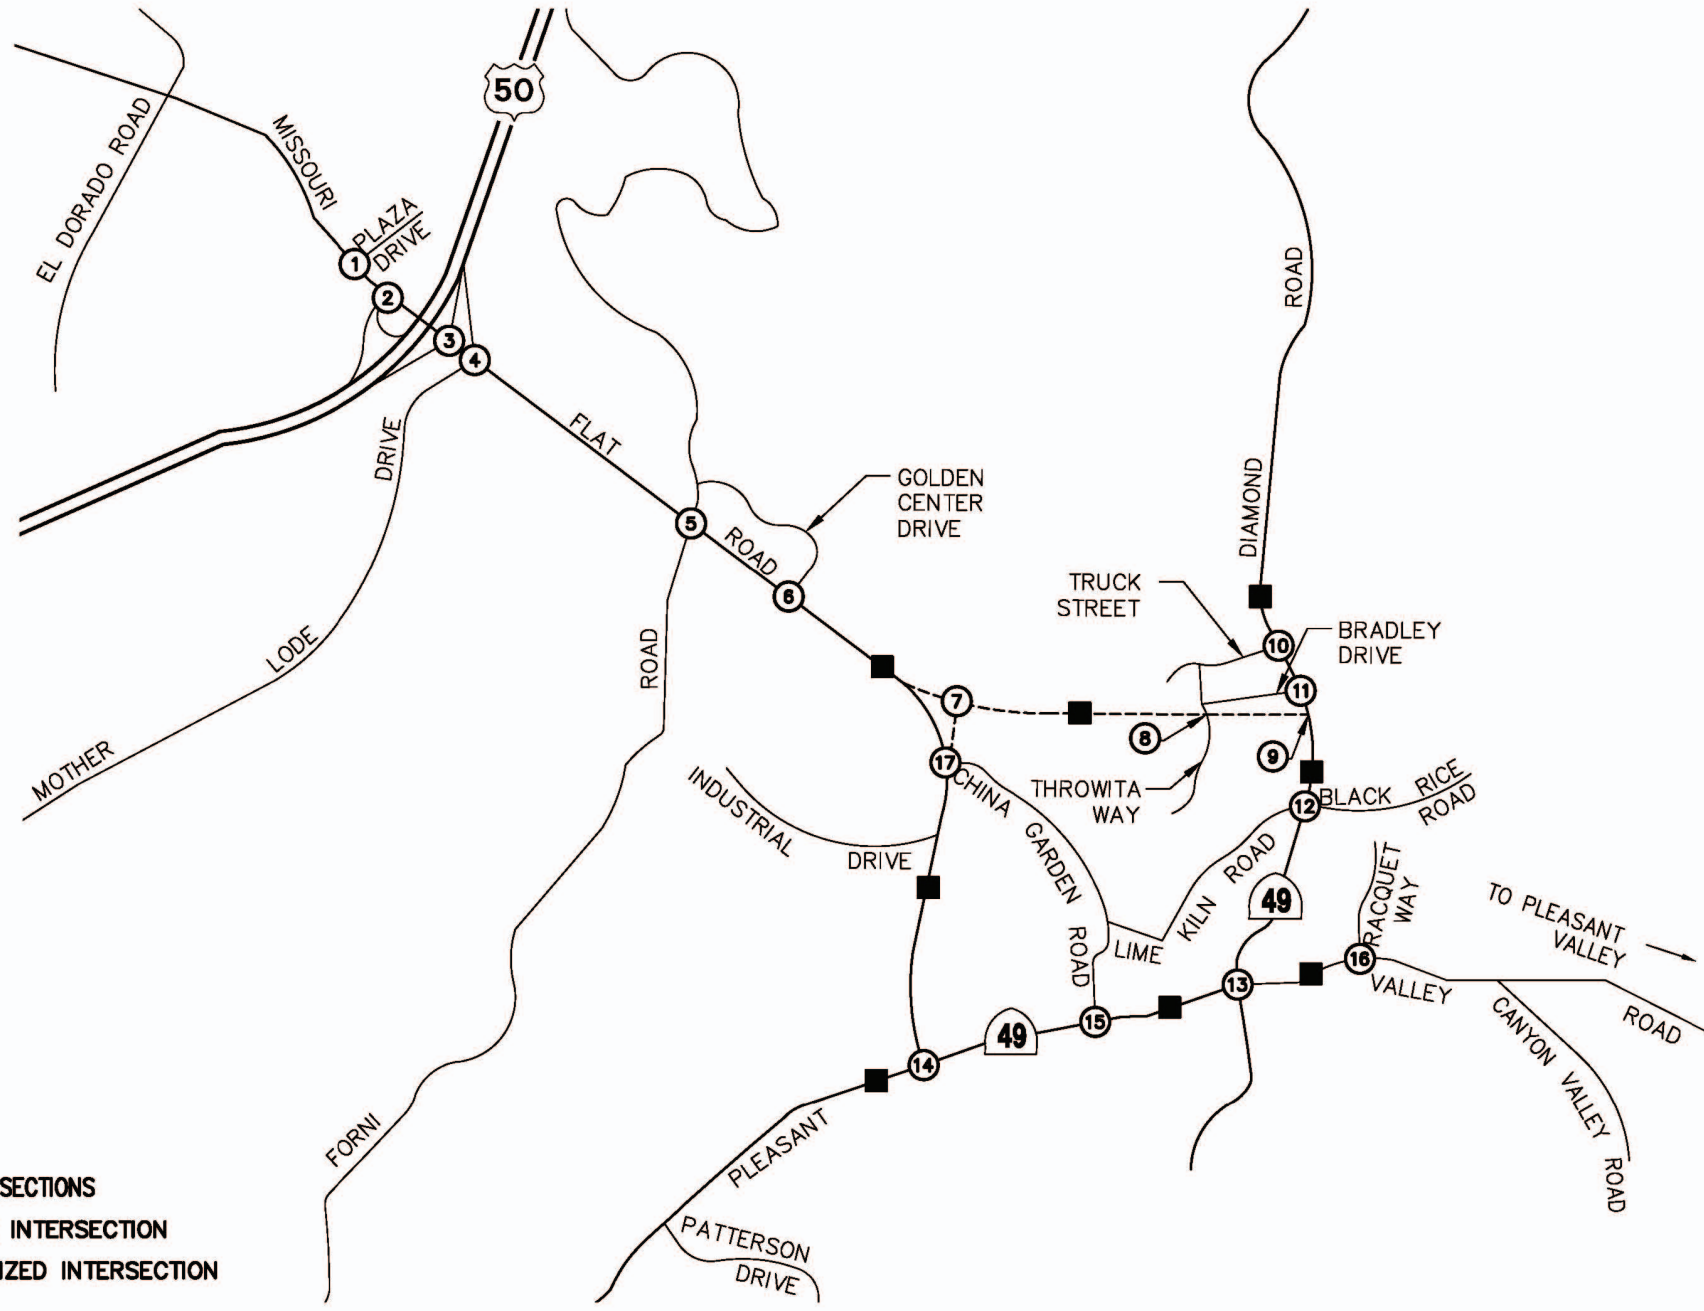 50
EL DORADO ROAD
MISSOURI
PLAZA
DRIVE
1
2
3
4
FLAT
DRIVE
LODE
MOTHER
5
ROAD
6
GOLDEN
CENTER
DRIVE
ROAD
FORNI
ROAD
DIAMOND
TRUCK
STREET
10
BRADLEY
DRIVE
11
7
8
9
17
THROWITA
WAY
INDUSTRIAL
DRIVE
CHINA GARDEN ROAD
12
BLACK RICE
ROAD
LIME KILN ROAD
49
RACQUET
WAY
TO PLEASANT
VALLEY
16
13
VALLEY
ROAD
CANYON VALLEY ROAD
15
49
14
PLEASANT
PATTERSON
DRIVE
SECTIONS
INTERSECTION
IZED INTERSECTION